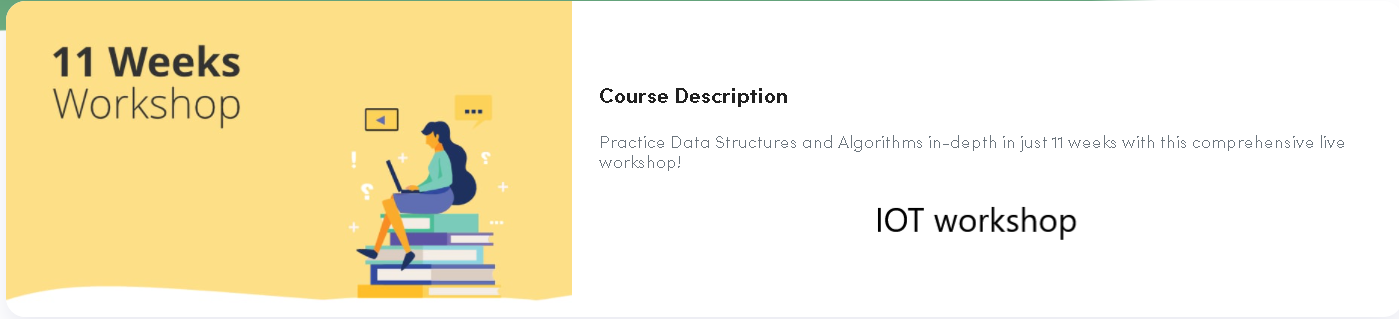 11 Weeks
Workshop
Course Description
Practice Data Structures and Algorithms in-depth in just 11 weeks with this comprehensive live
workshop!
IOT workshop